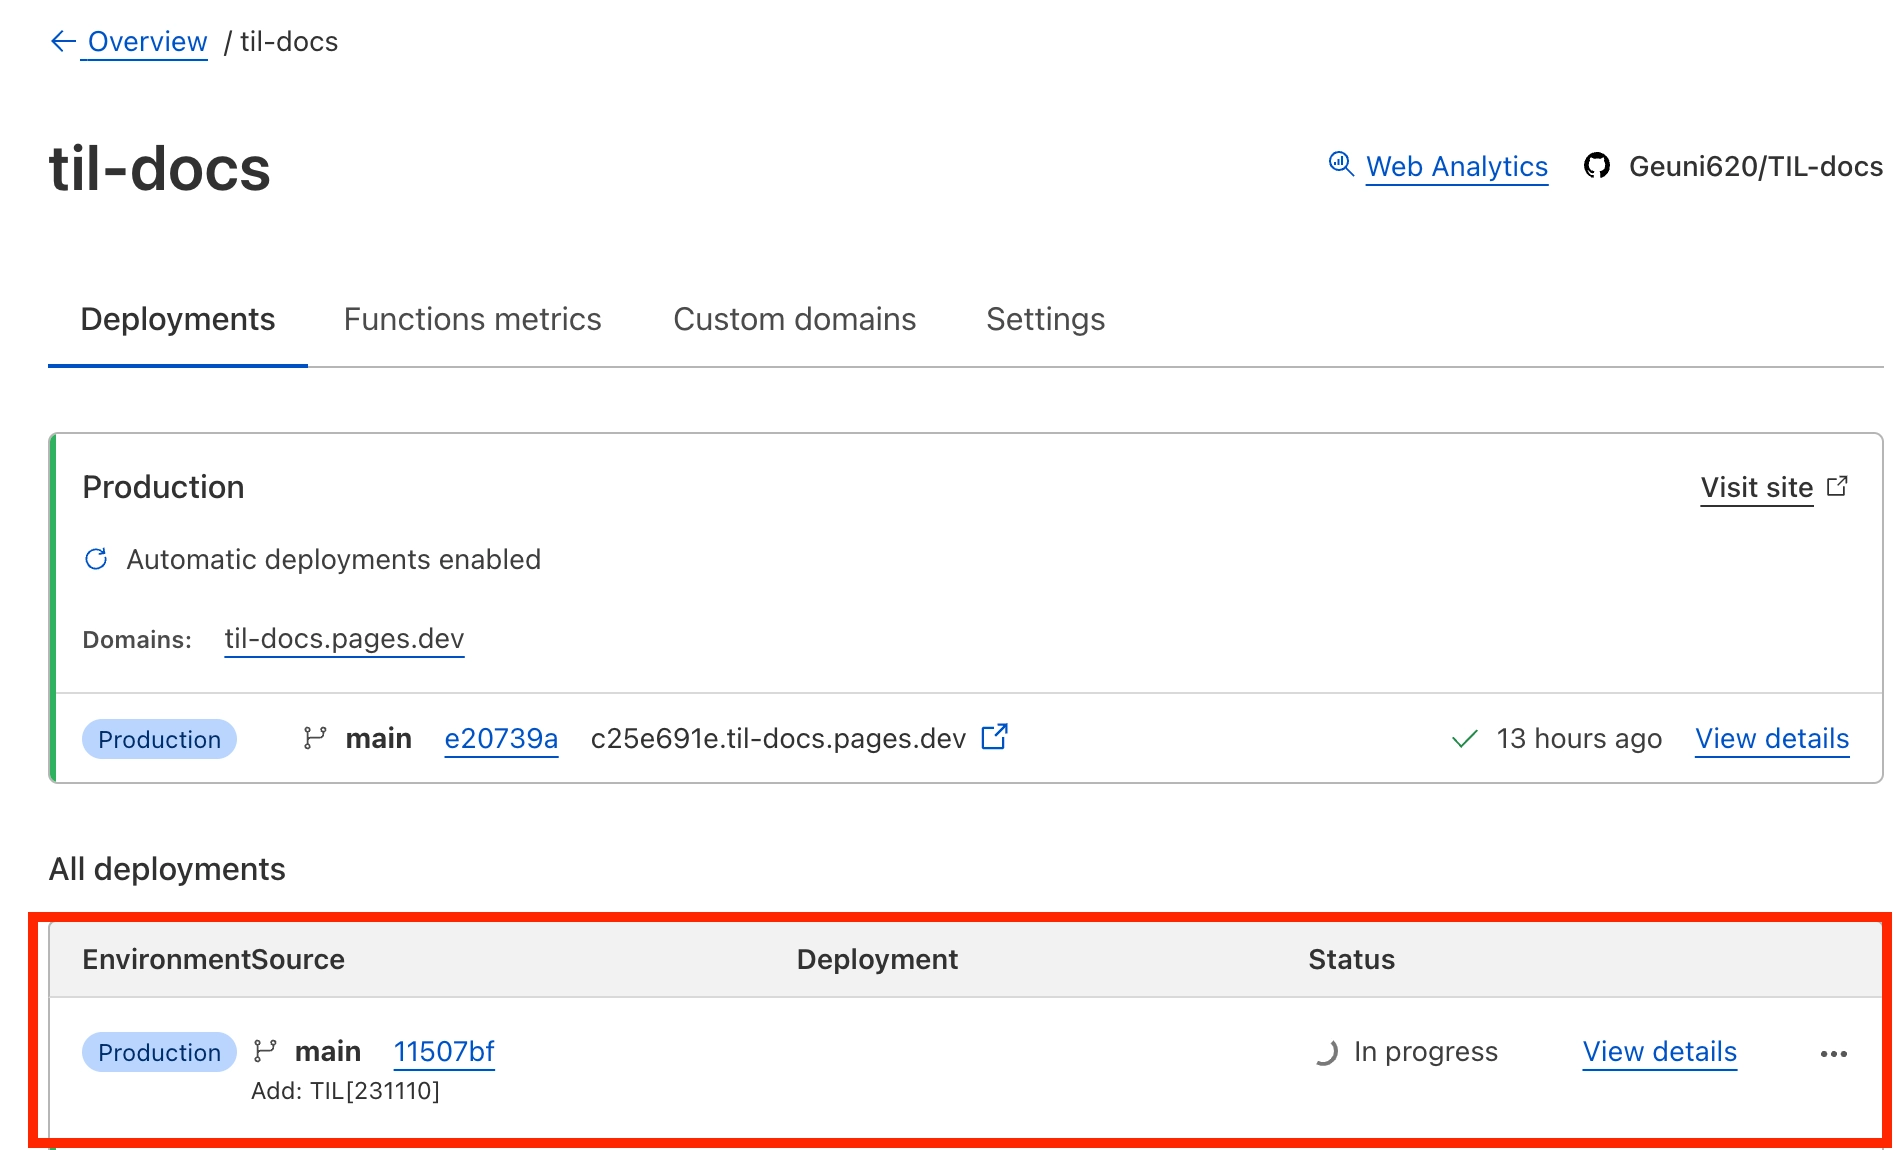 ← Overview / til-docs
til-docs
Web Analytics Geuni620/TIL-docs
Deployments Functions metrics Custom domains Settings
Production Visit site
Automatic deployments enabled
Domains: til-docs.pages.dev
Production main e20739a c25e691e.til-docs.pages.dev 13 hours ago View details
All deployments
EnvironmentSource Deployment Status
Production main 11507bf In progress View details ...
Add: TIL[231110]